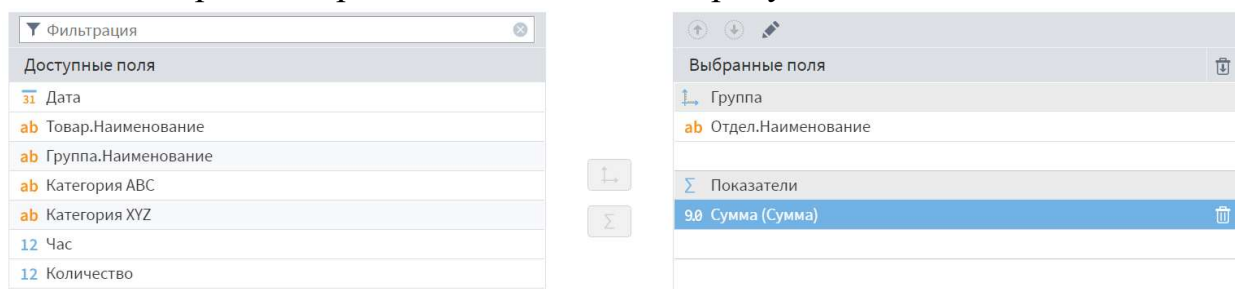 Фильтрация
Доступные поля
31 Дата
ab Товар.Наименование
ab Группа.Наименование
ab Категория ABC
ab Категория XYZ
12 Час
12 Количество
Выбранные поля
Группа
ab Отдел.Наименование
Σ Показатели
9.0 Сумма (Сумма)
Σ